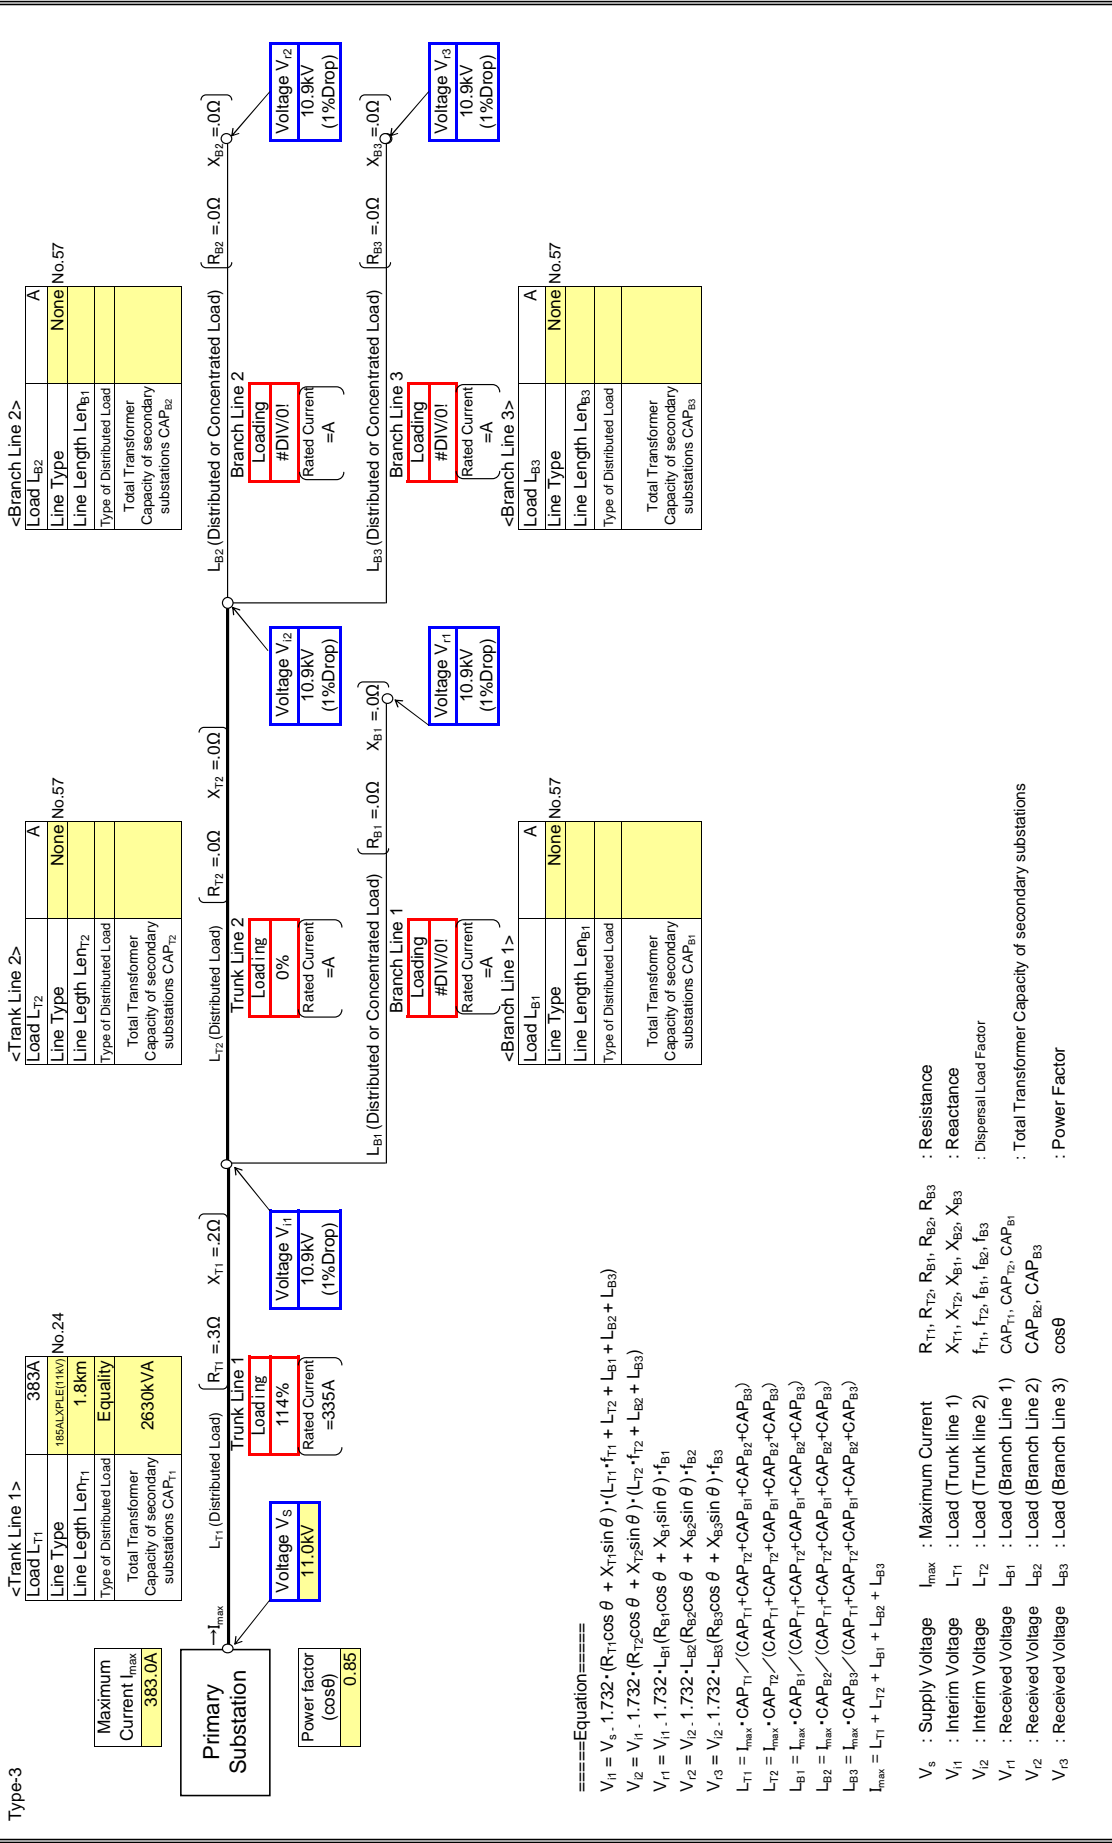 Type-3
Maximum
Current Imax
383.0A
Primary
Substation
Power factor
(cosθ)
0.85
→Imax
Voltage VS
11.0kV
<Trank Line 1>
Load LT1 383A
Line Type 185ALXPLE(11kV) No.24
Line Legth LenT1 1.8km
Type of Distributed Load Equality
Total Transformer
Capacity of secondary
substations CAPT1
2630kVA
LT1 (Distributed Load)
RT1 =.3Ω XT1 =.2Ω
Trunk Line 1
Loading
114%
Rated Current
=335A
Voltage Vi1
10.9kV
(1%Drop)
<Trank Line 2>
Load LT2 A
Line Type None No.57
Line Length LenT2
Type of Distributed Load
Total Transformer
Capacity of secondary
substations CAPT2
LT2 (Distributed Load)
RT2 =.0Ω XT2 =.0Ω
Trunk Line 2
Loading
0%
Rated Current
=A
Voltage Vi2
10.9kV
(1%Drop)
LB1 (Distributed or Concentrated Load)
RB1 =.0Ω XB1 =.0Ω
Branch Line 1
Loading
#DIV/0!
Rated Current
=A
Voltage Vr1
10.9kV
(1%Drop)
<Branch Line 1>
Load LB1 A
Line Type None No.57
Line Length LenB1
Type of Distributed Load
Total Transformer
Capacity of secondary
substations CAPB1
<Branch Line 2>
Load LB2 A
Line Type None No.57
Line Length LenB1
Type of Distributed Load
Total Transformer
Capacity of secondary
substations CAPB2
LB2 (Distributed or Concentrated Load)
RB2 =.0Ω XB2 =.0Ω
Branch Line 2
Loading
#DIV/0!
Rated Current
=A
Voltage Vr2
10.9kV
(1%Drop)
LB3 (Distributed or Concentrated Load)
RB3 =.0Ω XB3 =.0Ω
Branch Line 3
Loading
#DIV/0!
Rated Current
=A
Voltage Vr3
10.9kV
(1%Drop)
<Branch Line 3>
Load LB3 A
Line Type None No.57
Line Length LenB3
Type of Distributed Load
Total Transformer
Capacity of secondary
substations CAPB3
=====Equation=====
Vi1 = Vs - 1.732・(RT1cos θ + XT1sin θ)・(LT1・fT1 + LT2 + LB1 + LB2 + LB3)
Vi2 = Vi1 - 1.732・(RT2cos θ + XT2sin θ)・(LT2・fT2 + LB2 + LB3)
Vr1 = Vi1 - 1.732・LB1(RB1cos θ + XB1sin θ)・fB1
Vr2 = Vi2 - 1.732・LB2(RB2cos θ + XB2sin θ)・fB2
Vr3 = Vi2 - 1.732・LB3(RB3cos θ + XB3sin θ)・fB3
LT1 = Imax・CAPT1/(CAPT1+CAPT2+CAPB1+CAPB2+CAPB3)
LT2 = Imax・CAPT2/(CAPT1+CAPT2+CAPB1+CAPB2+CAPB3)
LB1 = Imax・CAPB1/(CAPT1+CAPT2+CAPB1+CAPB2+CAPB3)
LB2 = Imax・CAPB2/(CAPT1+CAPT2+CAPB1+CAPB2+CAPB3)
LB3 = Imax・CAPB3/(CAPT1+CAPT2+CAPB1+CAPB2+CAPB3)
Imax = LT1 + LT2 + LB1 + LB2 + LB3
Vs : Supply Voltage Imax : Maximum Current RT1, RT2, RB1, RB2, RB3 : Resistance
Vi1 : Interim Voltage LT1 : Load (Trunk line 1) XT1, XT2, XB1, XB2, XB3 : Reactance
Vi2 : Interim Voltage LT2 : Load (Trunk line 2) fT1, fT2, fB1, fB2, fB3 : Dispersal Load Factor
Vr1 : Received Voltage LB1 : Load (Branch Line 1) CAPT1, CAPT2, CAPB1 : Total Transformer Capacity of secondary substations
Vr2 : Received Voltage LB2 : Load (Branch Line 2) CAPB2, CAPB3
Vr3 : Received Voltage LB3 : Load (Branch Line 3) cosθ : Power Factor